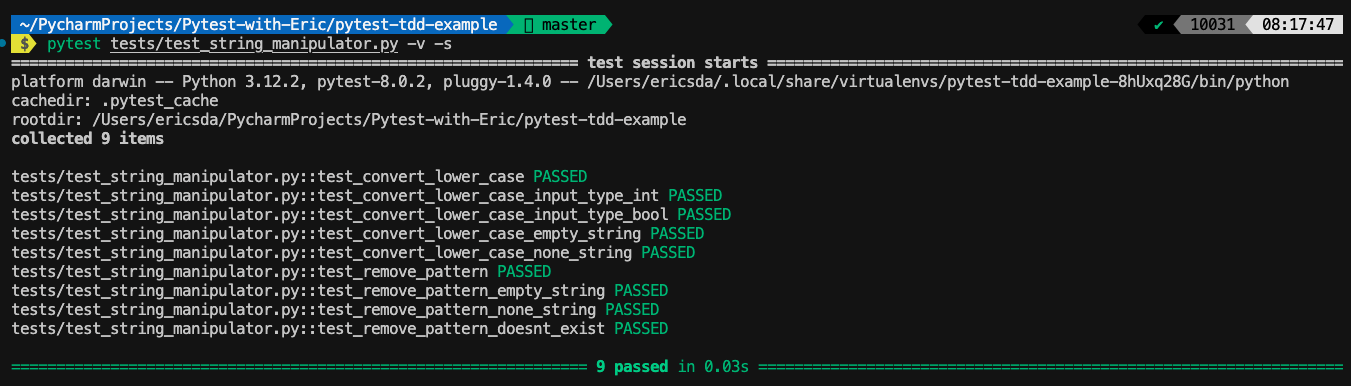 ~/PycharmProjects/Pytest-with-Eric/pytest-tdd-example master ✔ 10031 08:17:47
$ pytest tests/test_string_manipulator.py -v -s
============================================================== test session starts ==============================================================
platform darwin -- Python 3.12.2, pytest-8.0.2, pluggy-1.4.0 -- /Users/ericsda/.local/share/virtualenvs/pytest-tdd-example-8hUxq28G/bin/python
cachedir: .pytest_cache
rootdir: /Users/ericsda/PycharmProjects/Pytest-with-Eric/pytest-tdd-example
collected 9 items
tests/test_string_manipulator.py::test_convert_lower_case PASSED
tests/test_string_manipulator.py::test_convert_lower_case_input_type_int PASSED
tests/test_string_manipulator.py::test_convert_lower_case_input_type_bool PASSED
tests/test_string_manipulator.py::test_convert_lower_case_empty_string PASSED
tests/test_string_manipulator.py::test_convert_lower_case_none_string PASSED
tests/test_string_manipulator.py::test_remove_pattern PASSED
tests/test_string_manipulator.py::test_remove_pattern_empty_string PASSED
tests/test_string_manipulator.py::test_remove_pattern_none_string PASSED
tests/test_string_manipulator.py::test_remove_pattern_doesnt_exist PASSED
=============================================================== 9 passed in 0.03s ===============================================================